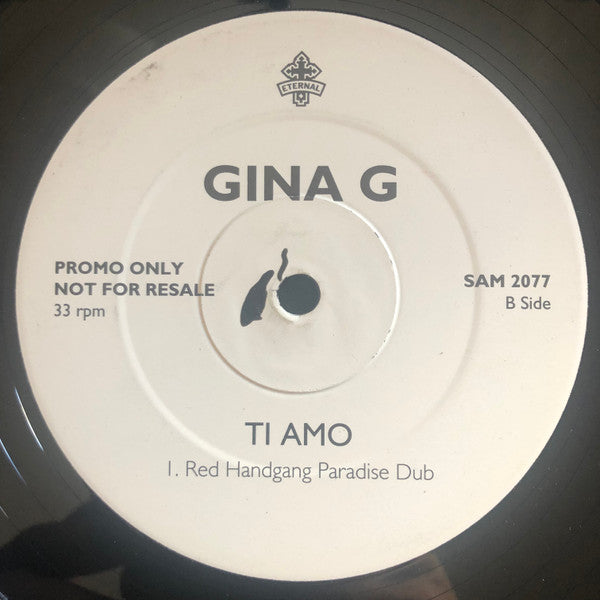 ETERNAL
GINA G
PROMO ONLY
NOT FOR RESALE
33 rpm
SAM 2077
B Side
TI AMO
1. Red Handgang Paradise Dub